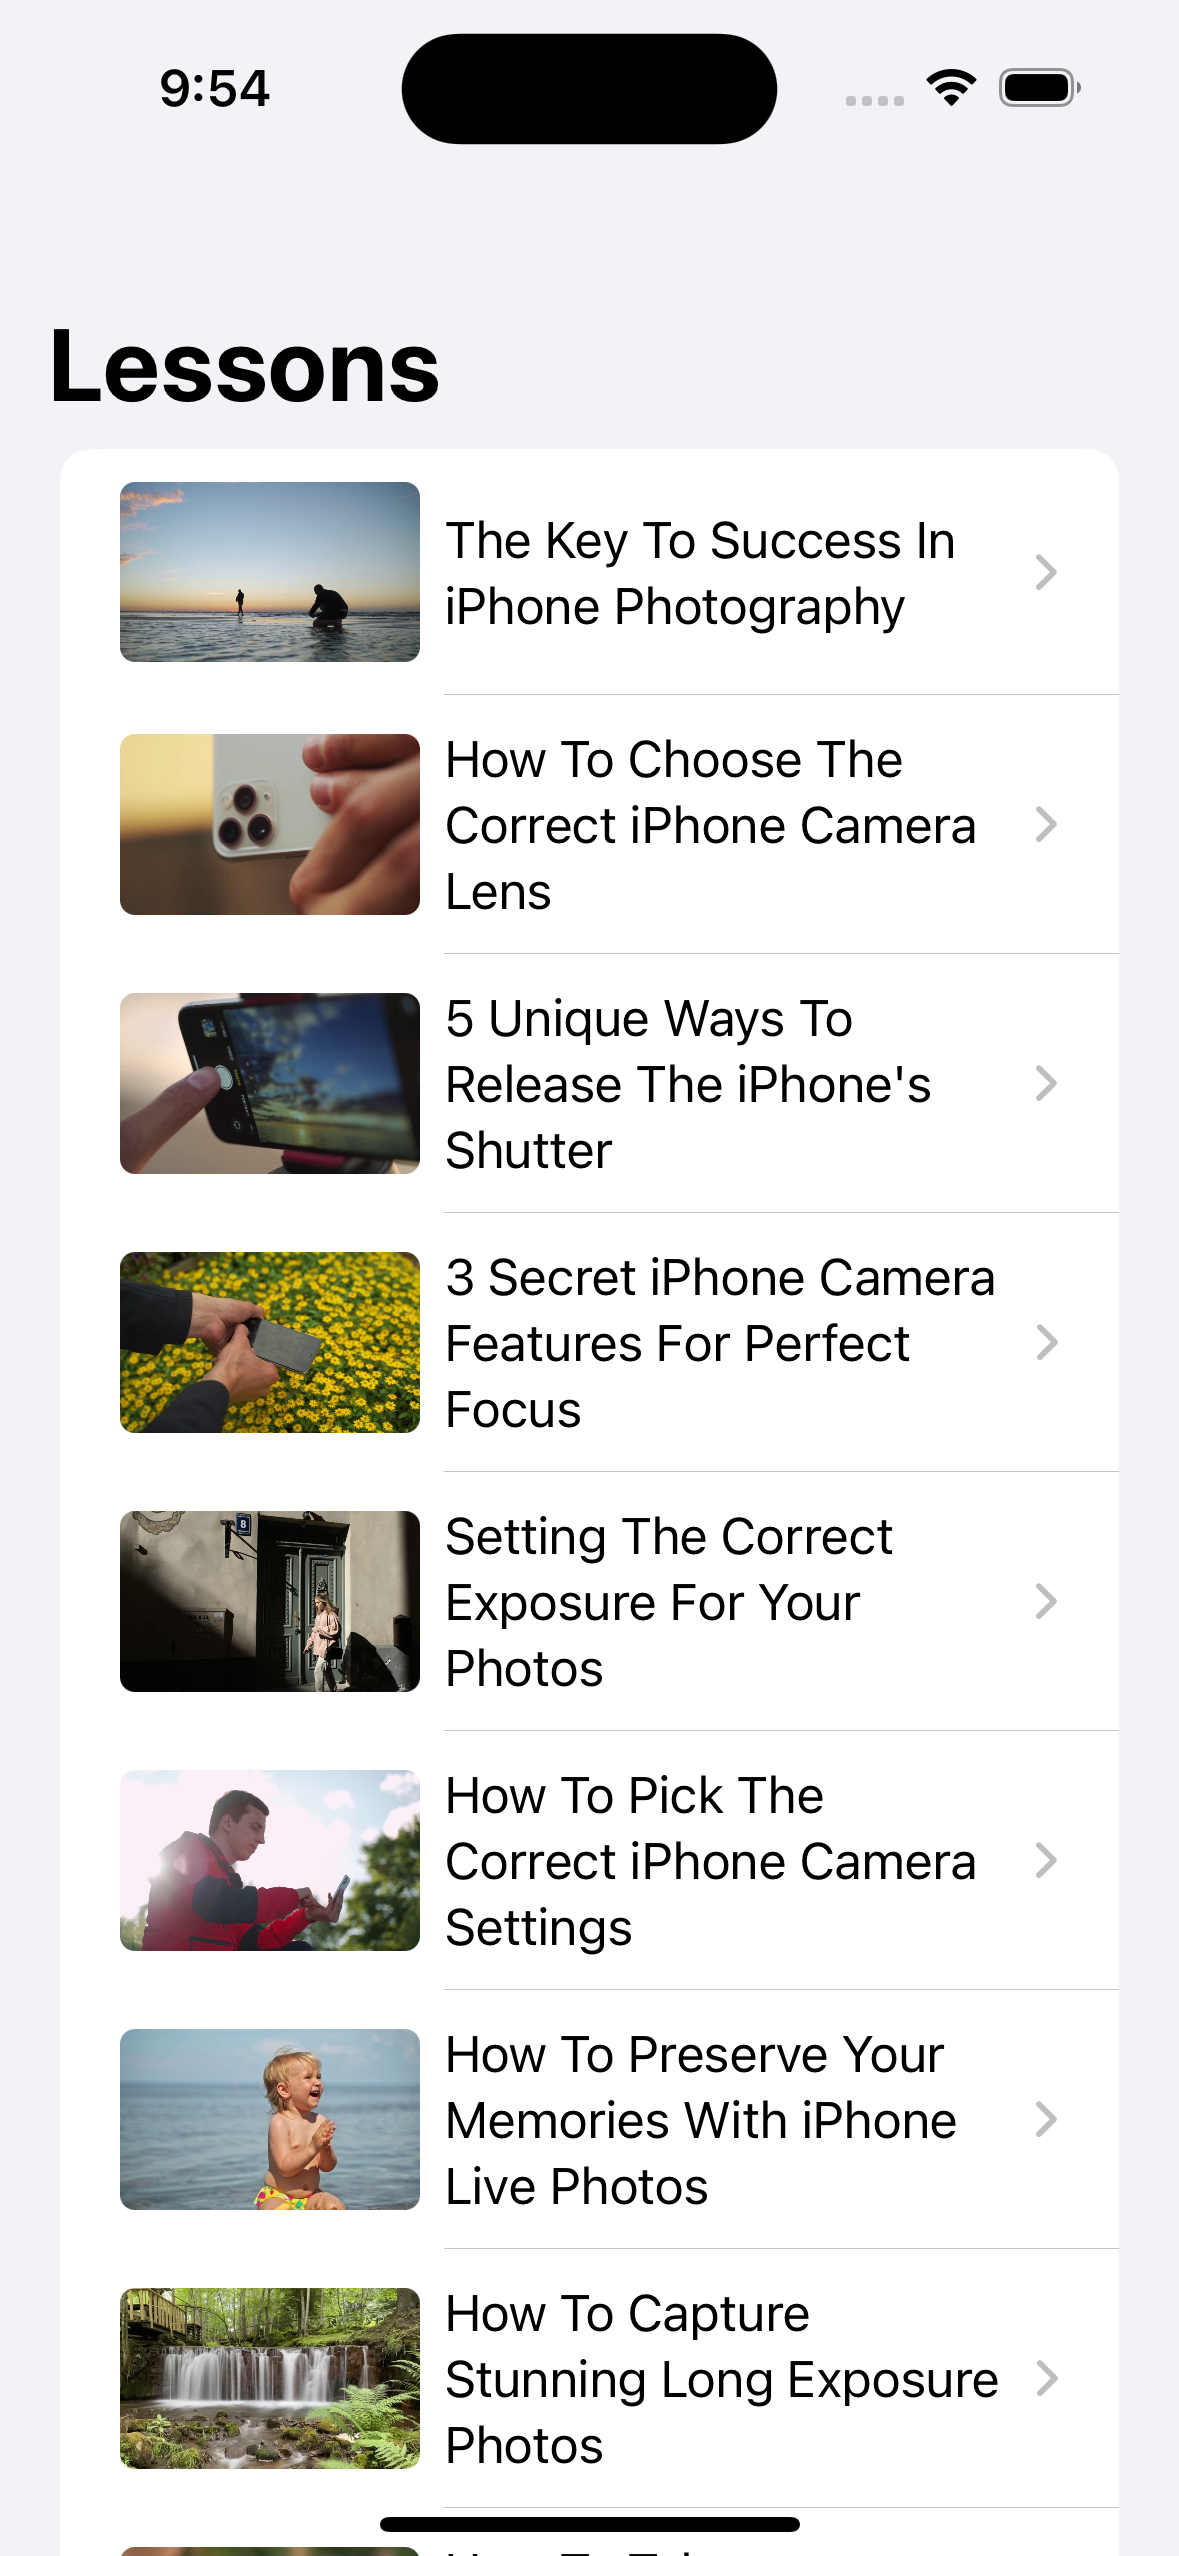 9:54
Lessons
The Key To Success In
iPhone Photography
How To Choose The
Correct iPhone Camera
Lens
5 Unique Ways To
Release The iPhone's
Shutter
3 Secret iPhone Camera
Features For Perfect
Focus
8
Setting The Correct
Exposure For Your
Photos
How To Pick The
Correct iPhone Camera
Settings
How To Preserve Your
Memories With iPhone
Live Photos
How To Capture
Stunning Long Exposure
Photos